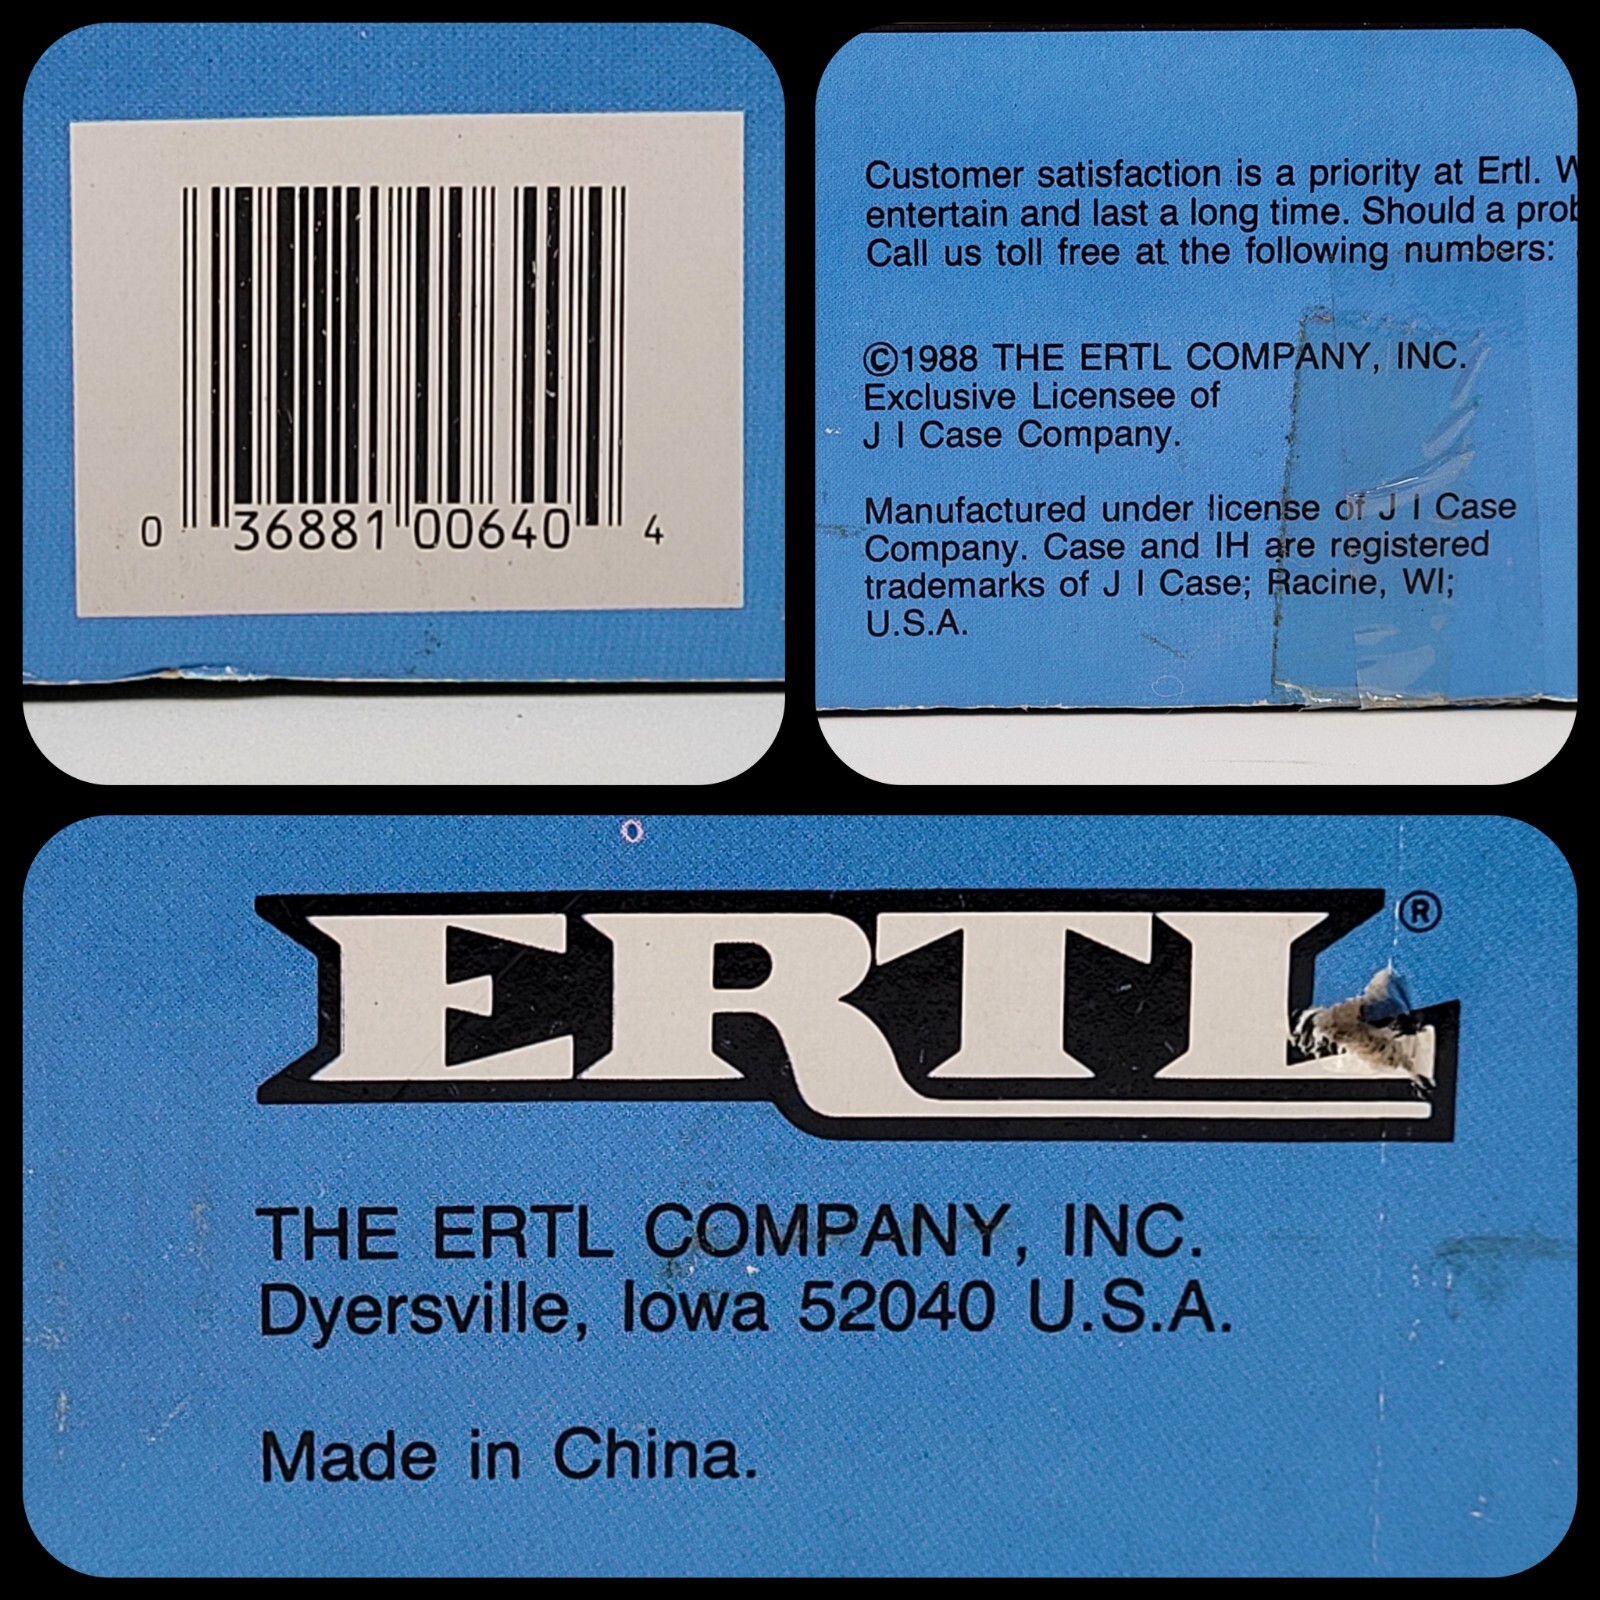 0 36881 00640 4
Customer satisfaction is a priority at Ertl.
entertain and last a long time. Should a
Call us toll free at the following numbers:
©1988 THE ERTL COMPANY, INC.
Exclusive Licensee of
J I Case Company.
Manufactured under license of J I Case
Company. Case and IH are registered
trademarks of J I Case; Racine, WI;
U.S.A.
ERTL®
THE ERTL COMPANY, INC.
Dyersville, Iowa 52040 U.S.A.
Made in China.